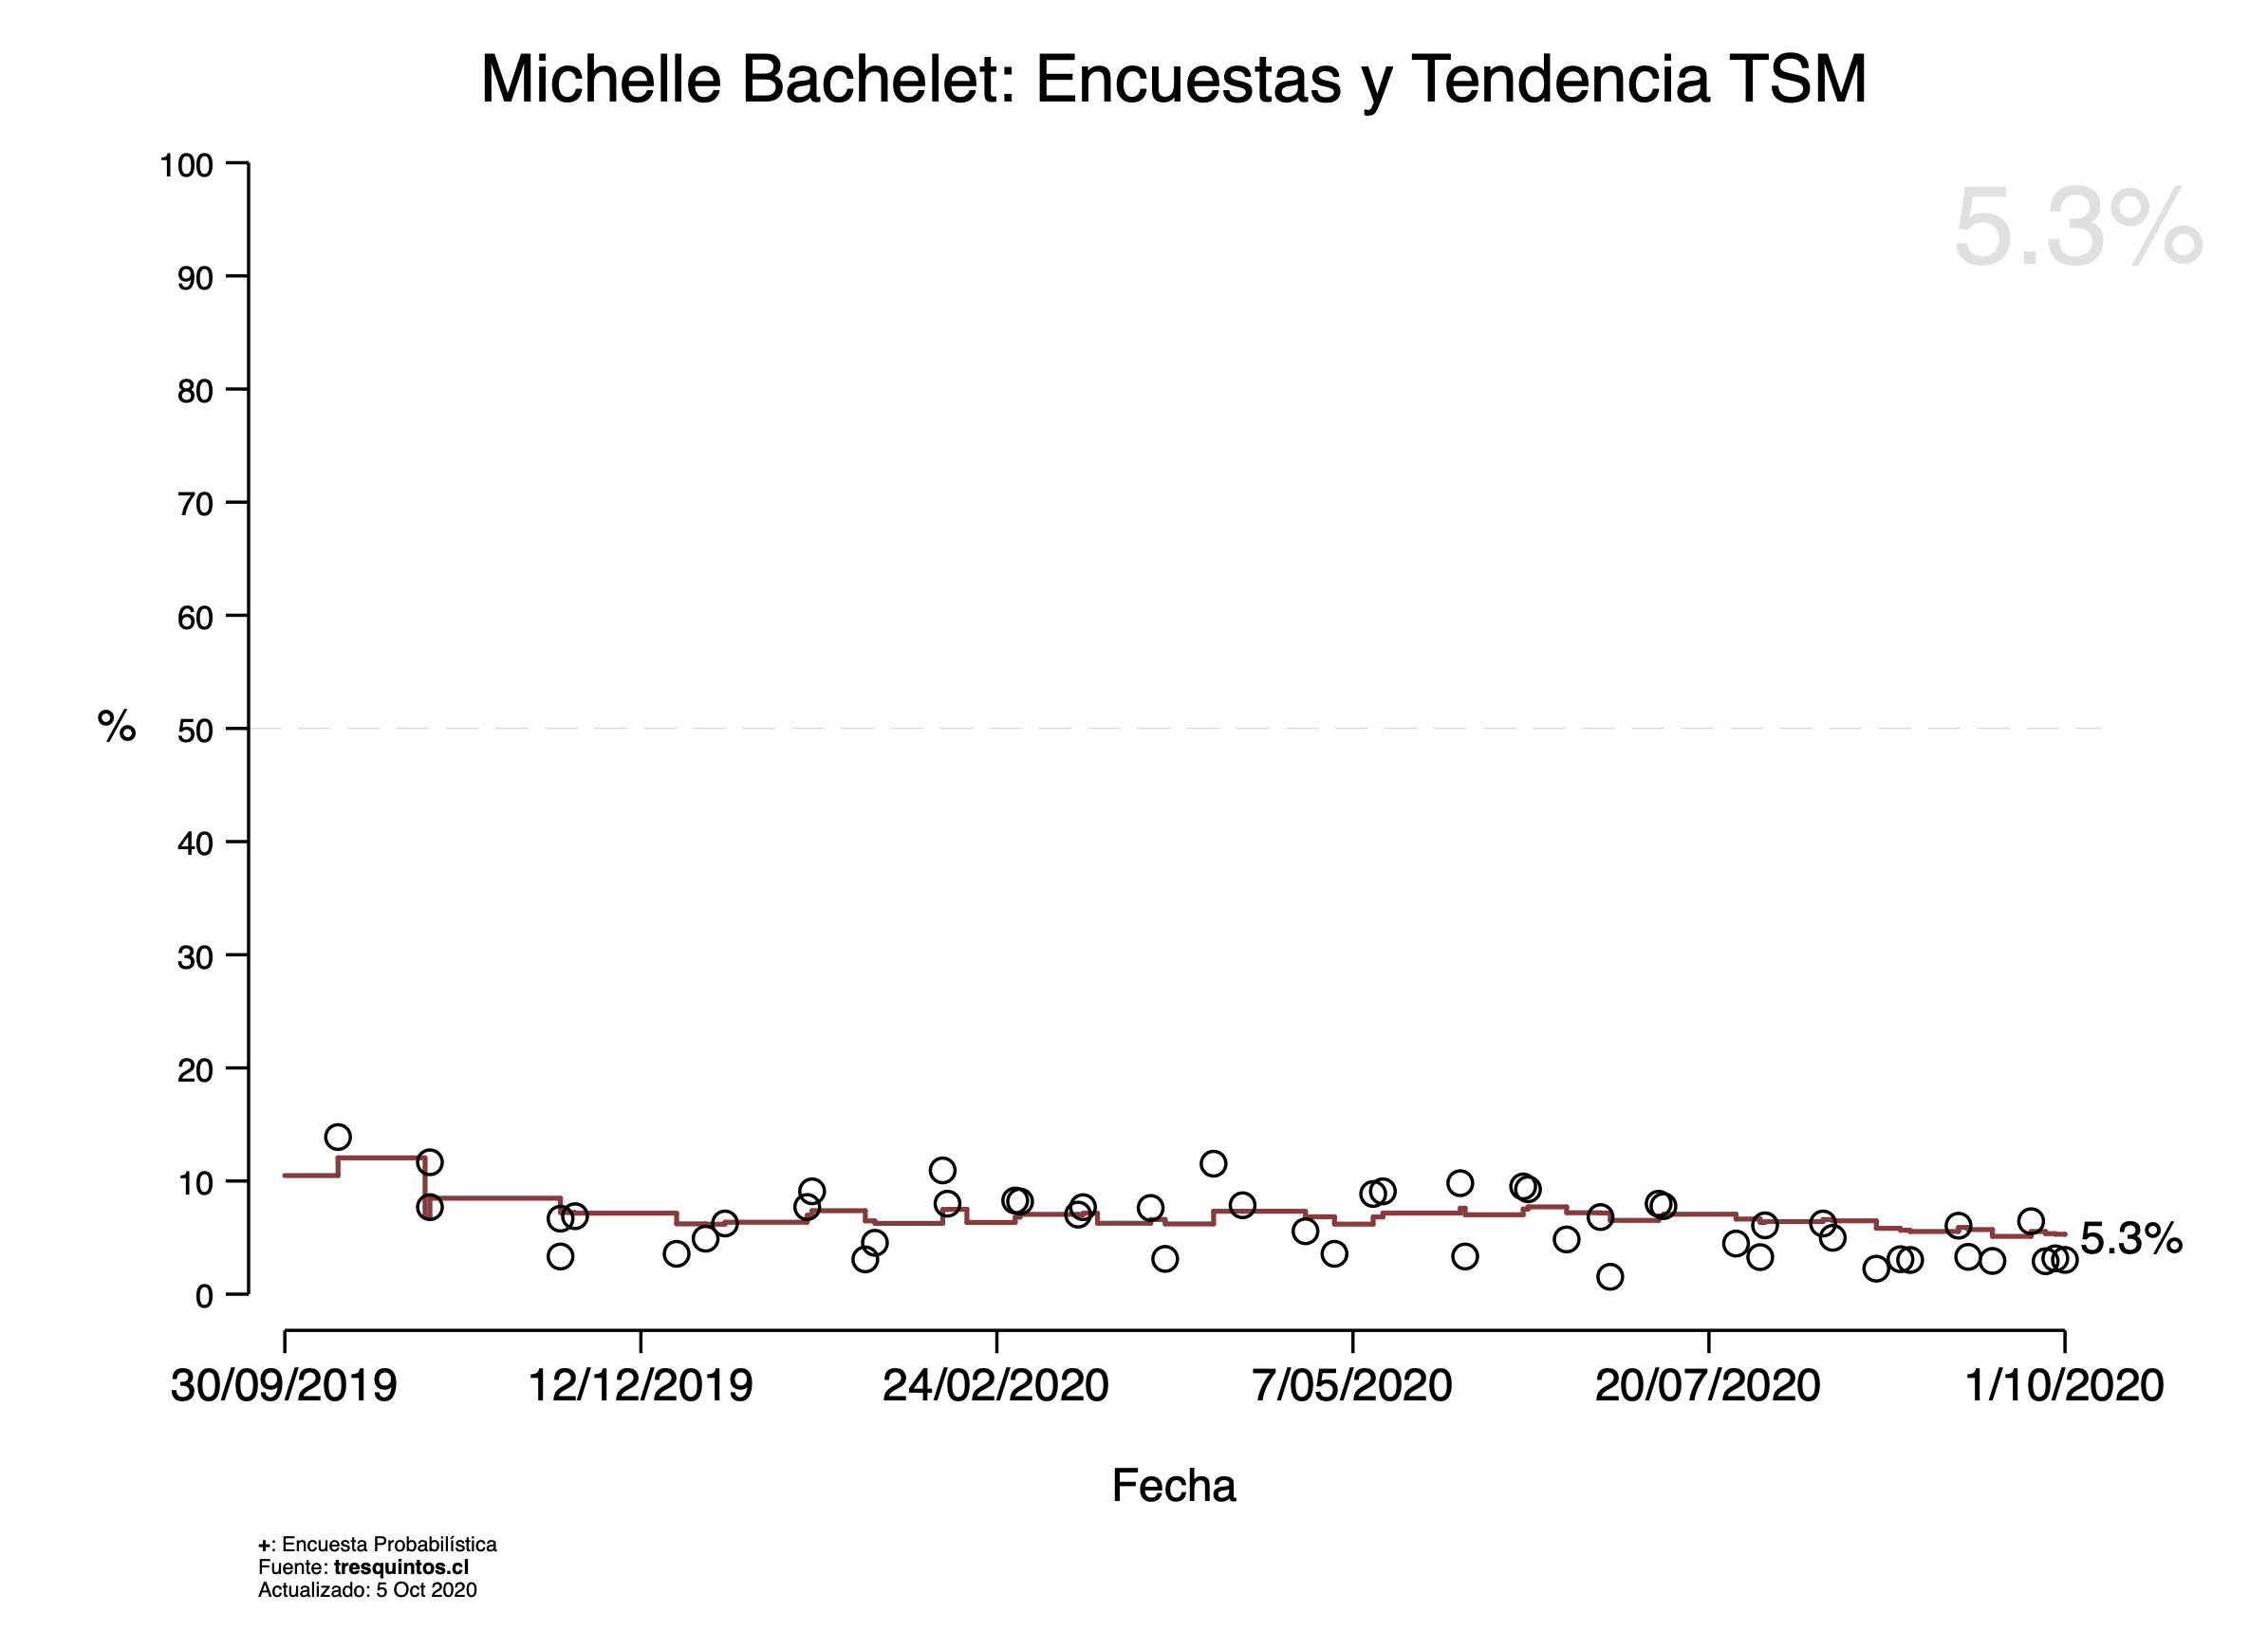 Michelle Bachelet: Encuestas y Tendencia TSM
5.3%
100
90
80
70
60
% 50
40
30
20
10
0
5.3%
30/09/2019 12/12/2019 24/02/2020 7/05/2020 20/07/2020 1/10/2020
Fecha
+: Encuesta Probabilística
Fuente: tresquintos.cl
Actualizado: 5 Oct 2020